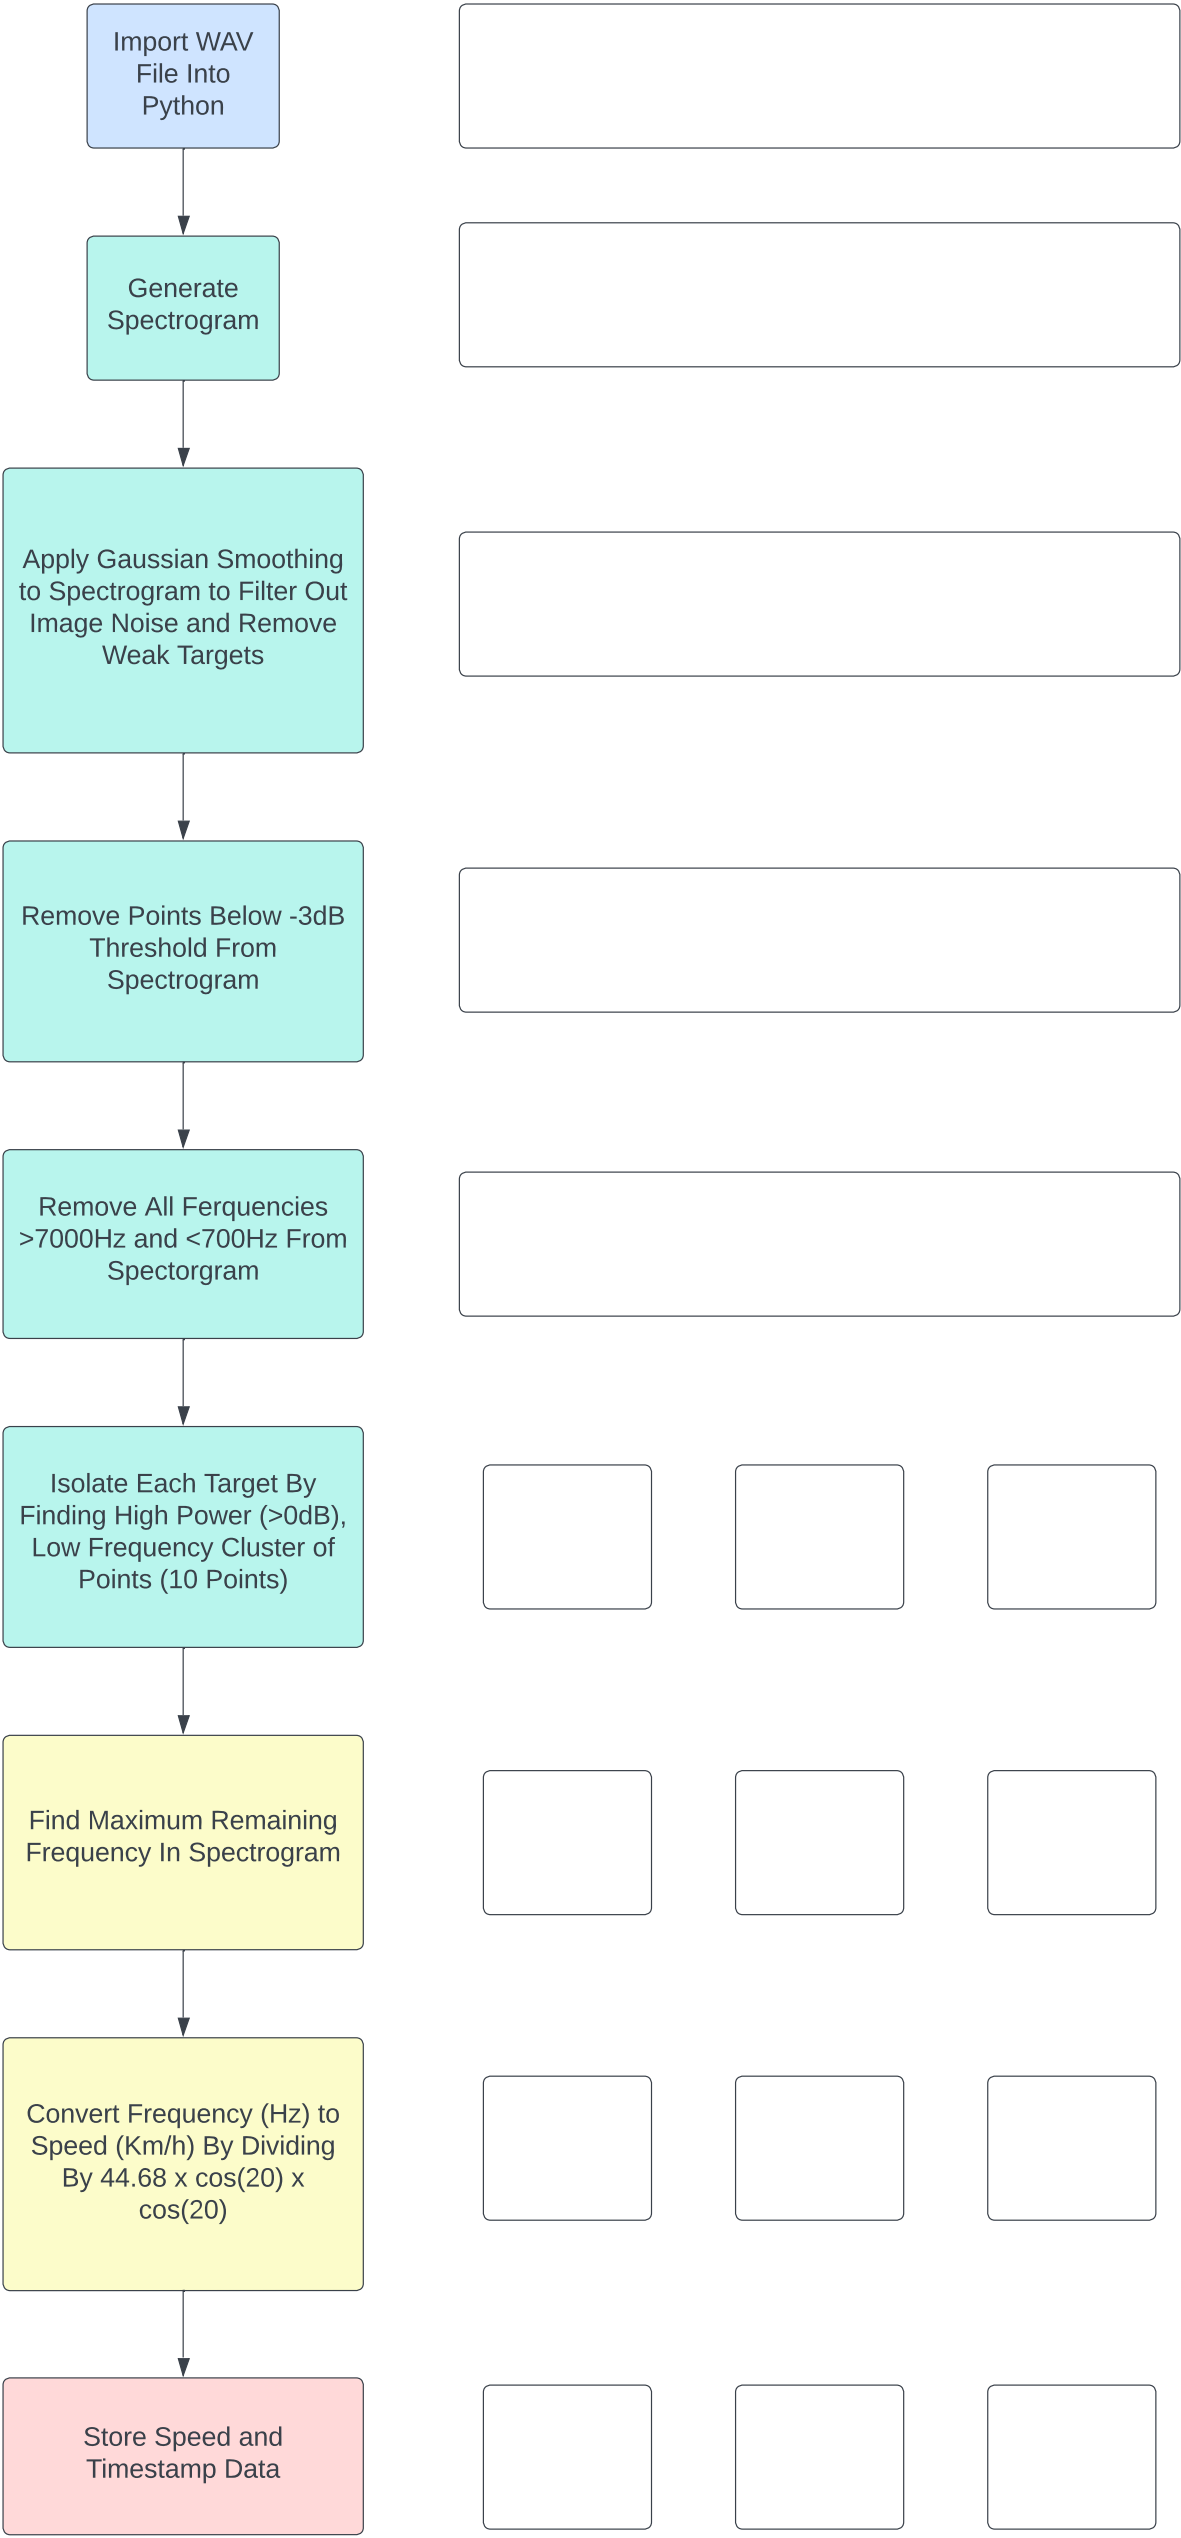 Import WAV
File Into
Python
Generate
Spectrogram
Apply Gaussian Smoothing
to Spectrogram to Filter Out
Image Noise and Remove
Weak Targets
Remove Points Below -3dB
Threshold From
Spectrogram
Remove All Ferquencies
>7000Hz and <700Hz From
Spectorgram
Isolate Each Target By
Finding High Power (>0dB),
Low Frequency Cluster of
Points (10 Points)
Find Maximum Remaining
Frequency In Spectrogram
Convert Frequency (Hz) to
Speed (Km/h) By Dividing
By 44.68 x cos(20) x
cos(20)
Store Speed and
Timestamp Data